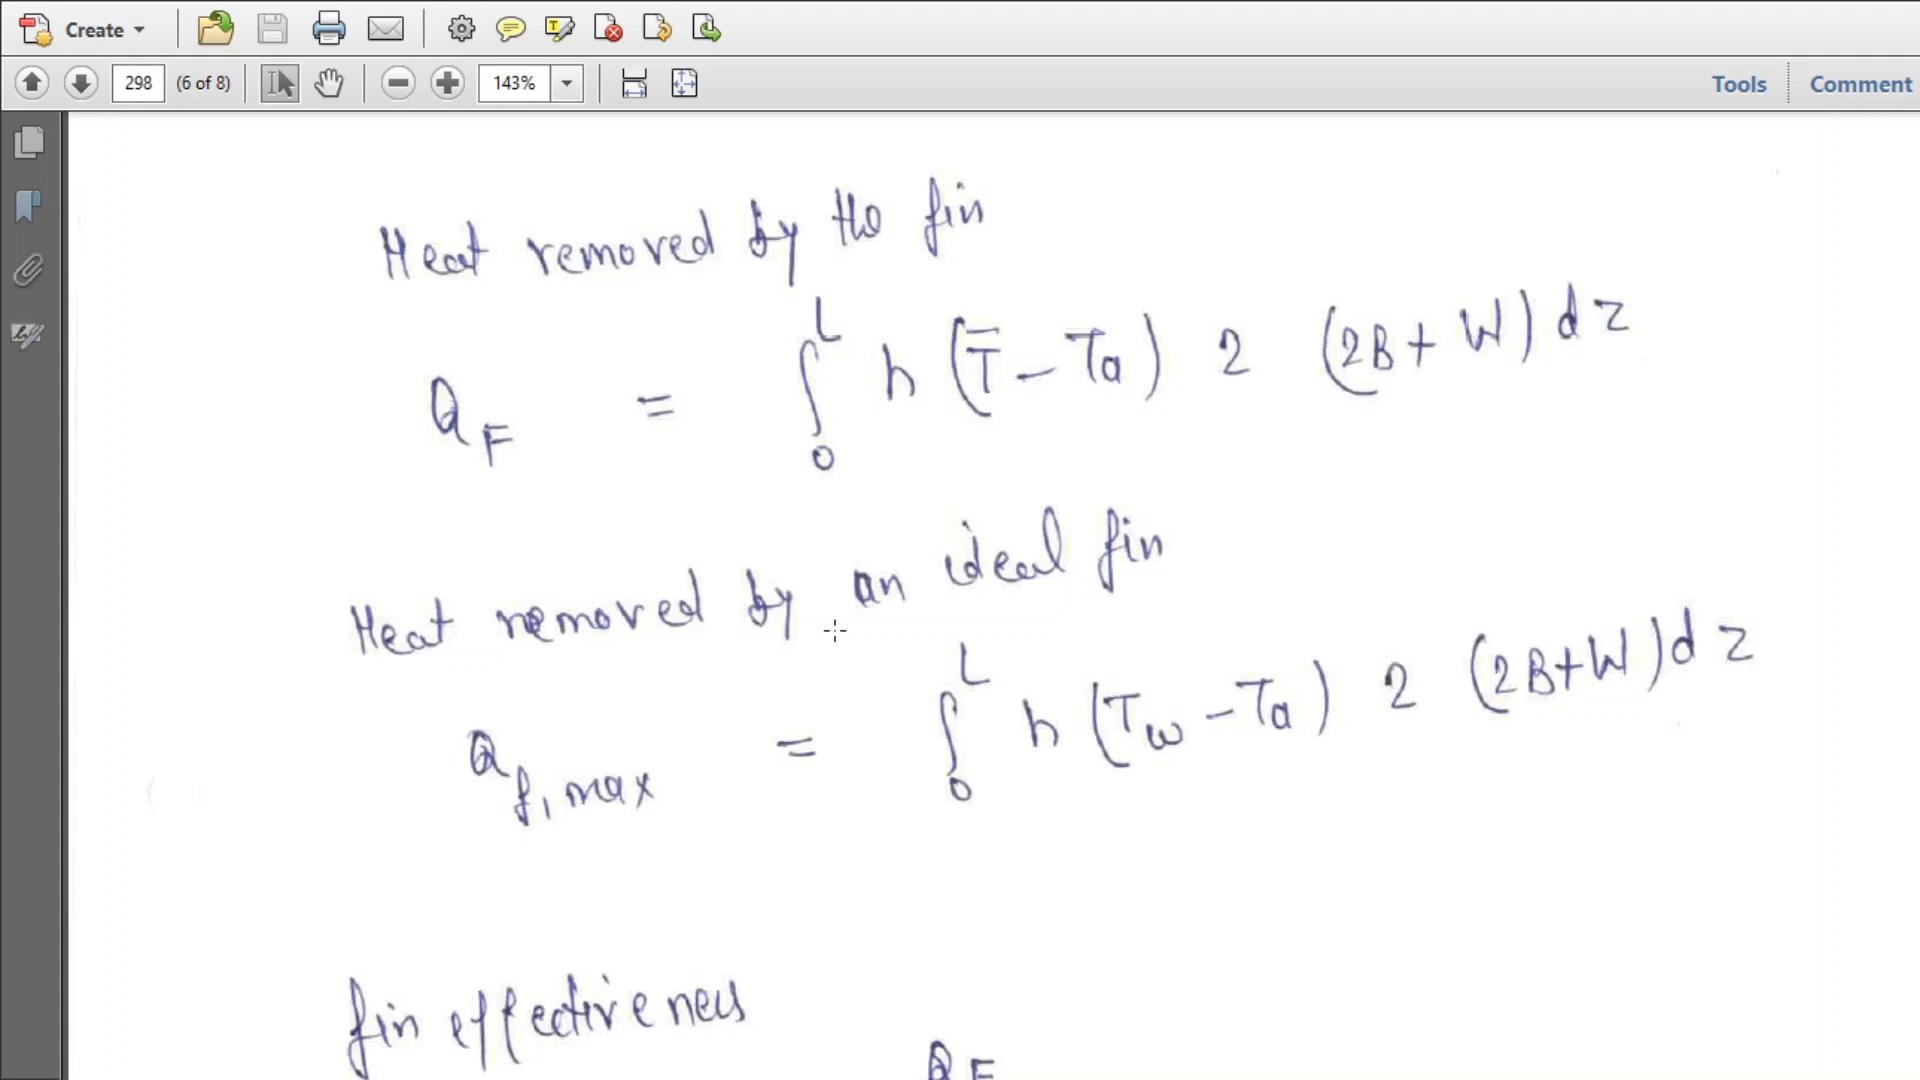 Create
298 (6 of 8) 143% Tools Comment
Heat removed by the fin
Q_F = ∫_0^L h (T̅ - Ta) 2 (2B + W) dz
Heat removed by an ideal fin
Q_f,max = ∫_0^L h (Tw - Ta) 2 (2B+W) dz
fin effectiveness
Q_F